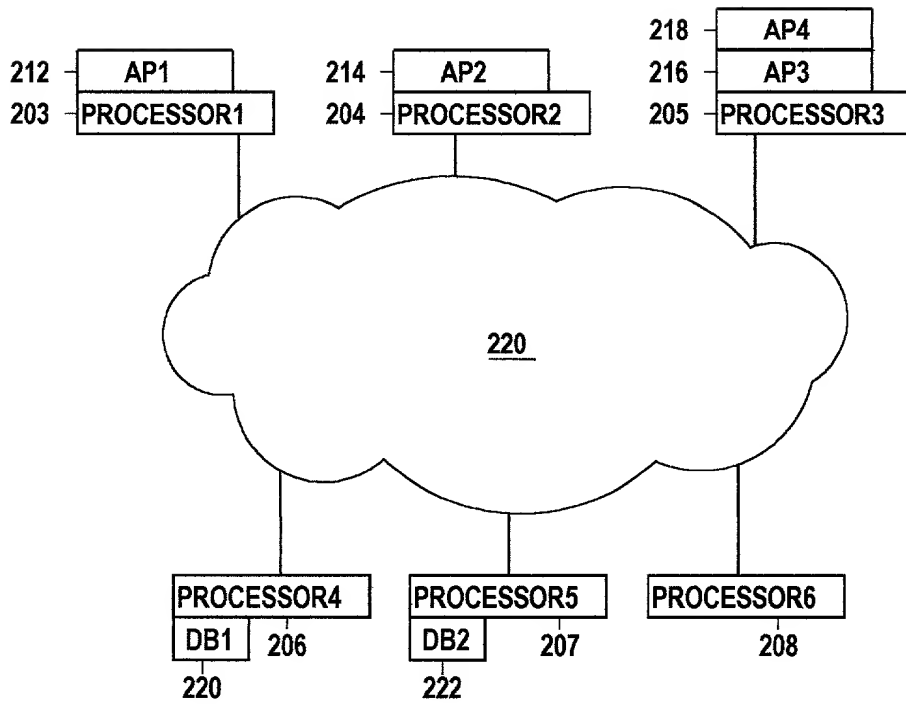 218 AP4
212 AP1 214 AP2 216 AP3
203 PROCESSOR1 204 PROCESSOR2 205 PROCESSOR3
220
PROCESSOR4 PROCESSOR5 PROCESSOR6
DB1 206 DB2 207 208
220 222